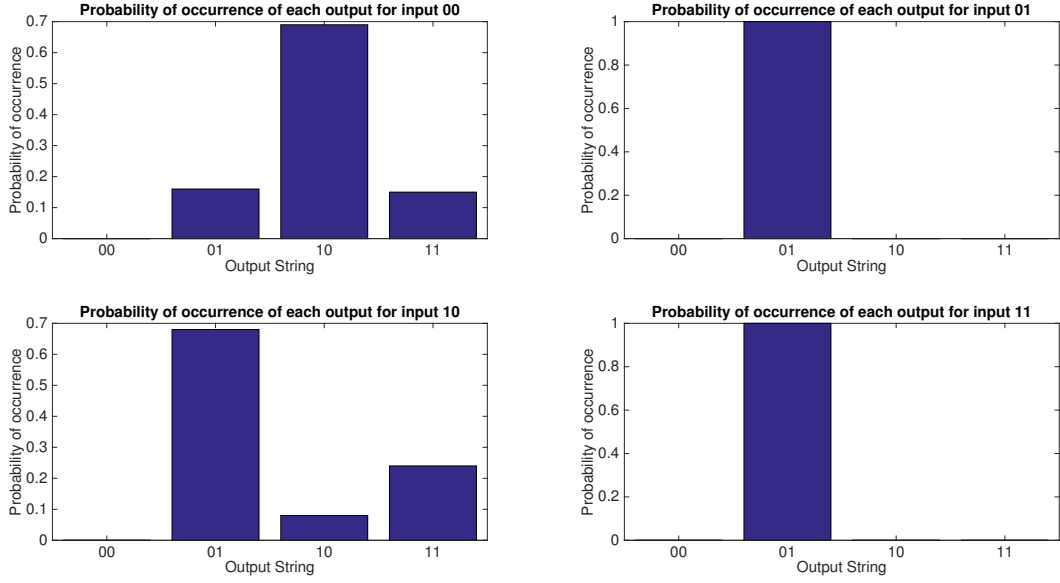 Probability of occurrence of each output for input 00
Probability of occurrence
0.7
0.6
0.5
0.4
0.3
0.2
0.1
0
00 01 10 11
Output String
Probability of occurrence of each output for input 01
Probability of occurrence
1
0.8
0.6
0.4
0.2
0
00 01 10 11
Output String
Probability of occurrence of each output for input 10
Probability of occurrence
0.7
0.6
0.5
0.4
0.3
0.2
0.1
0
00 01 10 11
Output String
Probability of occurrence of each output for input 11
Probability of occurrence
1
0.8
0.6
0.4
0.2
0
00 01 10 11
Output String